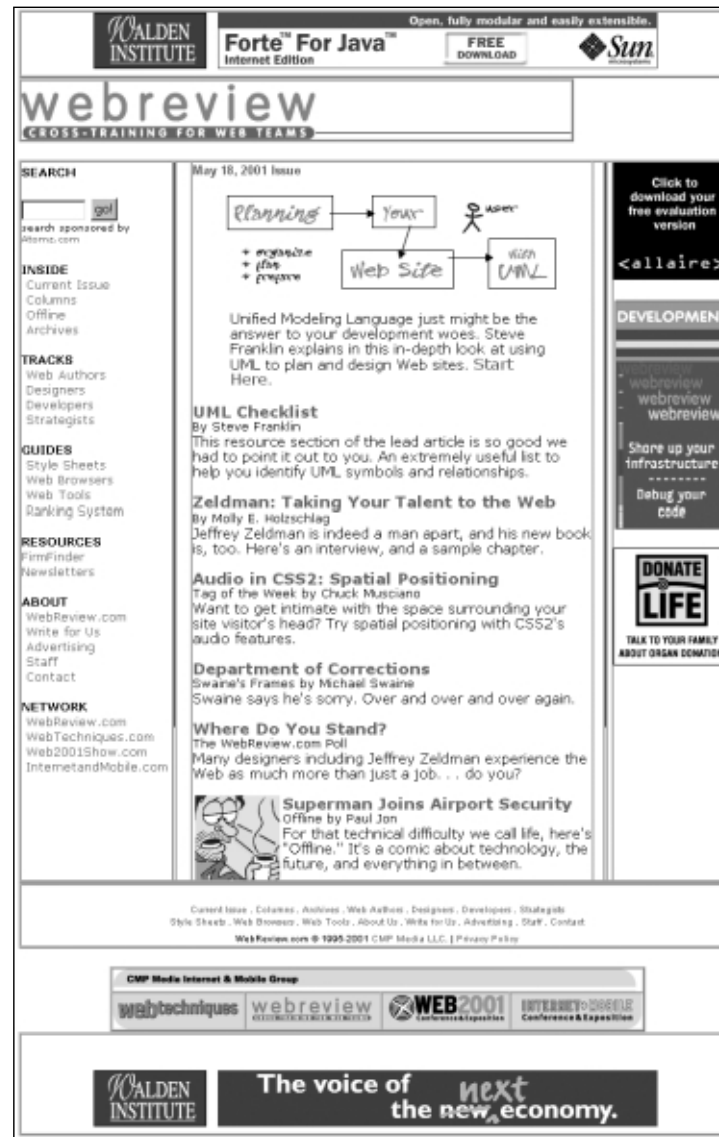 WALDEN
INSTITUTE
Open, fully modular and easily extensible.
Forte™ For Java™
Internet Edition
FREE
DOWNLOAD
Sun
microsystems
webreview
CROSS-TRAINING FOR WEB TEAMS
SEARCH
go!
search sponsored by
Atomz.com
INSIDE
Current Issue
Columns
Offline
Archives
TRACKS
Web Authors
Designers
Developers
Strategists
GUIDES
Style Sheets
Web Browsers
Web Tools
Ranking System
RESOURCES
FirmFinder
Newsletters
ABOUT
WebReview.com
Write for Us
Advertising
Staff
Contact
NETWORK
WebReview.com
WebTechniques.com
Web2001Show.com
InternetandMobile.com
May 18, 2001 Issue
Planning
Your
user
+ organize
+ plan
+ prepare
Web Site
with
UML
Unified Modeling Language just might be the
answer to your development woes. Steve
Franklin explains in this in-depth look at using
UML to plan and design Web sites. Start
Here.
UML Checklist
By Steve Franklin
This resource section of the lead article is so good we
had to point it out to you. An extremely useful list to
help you identify UML symbols and relationships.
Zeldman: Taking Your Talent to the Web
By Molly E. Holzschlag
Jeffrey Zeldman is indeed a man apart, and his new book
is, too. Here's an interview, and a sample chapter.
Audio in CSS2: Spatial Positioning
Tag of the Week by Chuck Musciano
Want to get intimate with the space surrounding your
site visitor's head? Try spatial positioning with CSS2's
audio features.
Department of Corrections
Swaine's Frames by Michael Swaine
Swaine says he's sorry. Over and over and over again.
Where Do You Stand?
The WebReview.com Poll
Many designers including Jeffrey Zeldman experience the
Web as much more than just a job. . . do you?
Superman Joins Airport Security
Offline by Paul Jon
For that technical difficulty we call life, here's
"Offline." It's a comic about technology, the
future, and everything in between.
Click to
download your
free evaluation
version
<allaire>
DEVELOPMEN
webreview
webreview
webreview
webreview
Shore up your
infrastructure
--------
Debug your
code
DONATE
LIFE
TALK TO YOUR FAMILY
ABOUT ORGAN DONATION
Current Issue . Columns . Archives . Web Authors . Designers . Developers . Strategists
Style Sheets . Web Browsers . Web Tools . About Us . Write for Us . Advertising . Staff . Contact
WebReview.com © 1995-2001 CMP Media LLC. | Privacy Policy
CMP Media Internet & Mobile Group
webtechniques
webreview
CROSS-TRAINING FOR WEB TEAMS
WEB2001
Conference & Exposition
INTERNET+MOBILE
Conference & Exposition
WALDEN
INSTITUTE
The voice of next
the new economy.